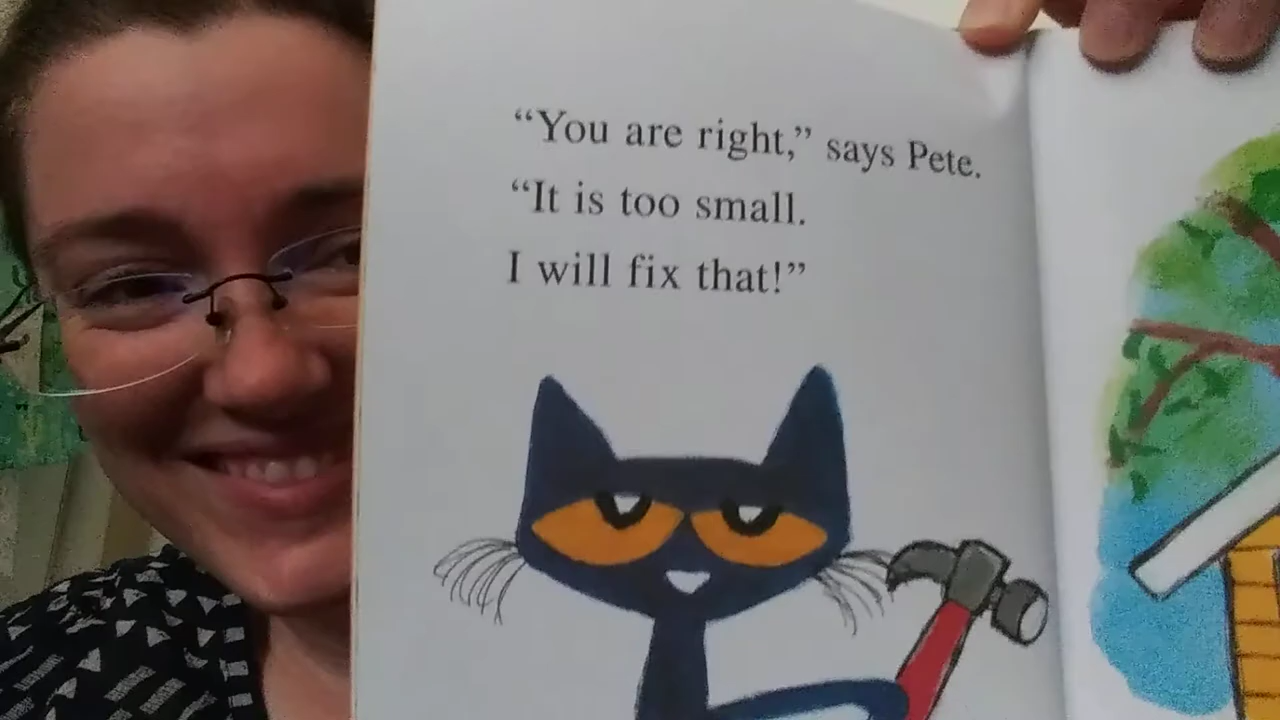 “You are right,” says Pete.
“It is too small.
I will fix that!”